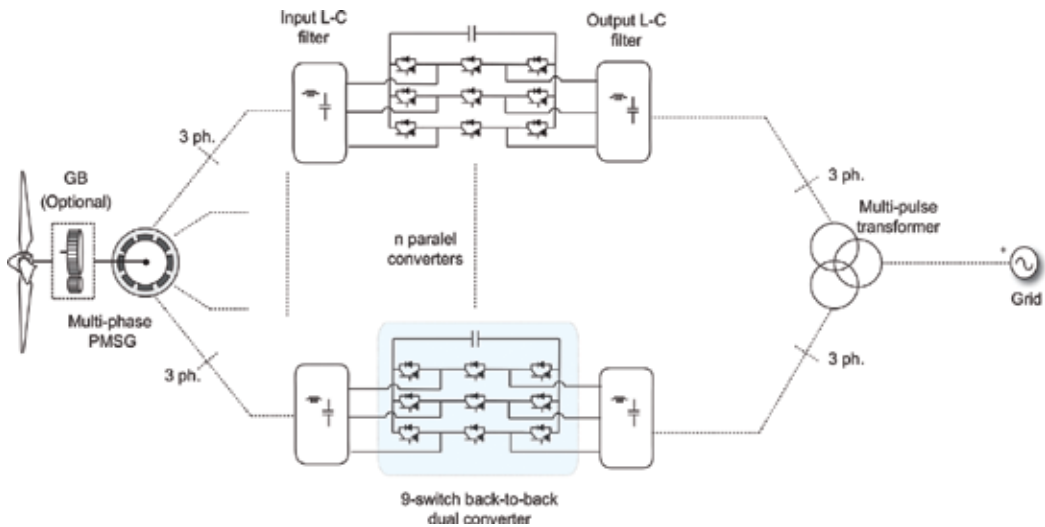 Input L-C
filter
Output L-C
filter
3 ph.
GB
(Optional)
Multi-phase
PMSG
3 ph.
n paralel
converters
3 ph.
Multi-pulse
transformer
*
Grid
3 ph.
9-switch back-to-back
dual converter